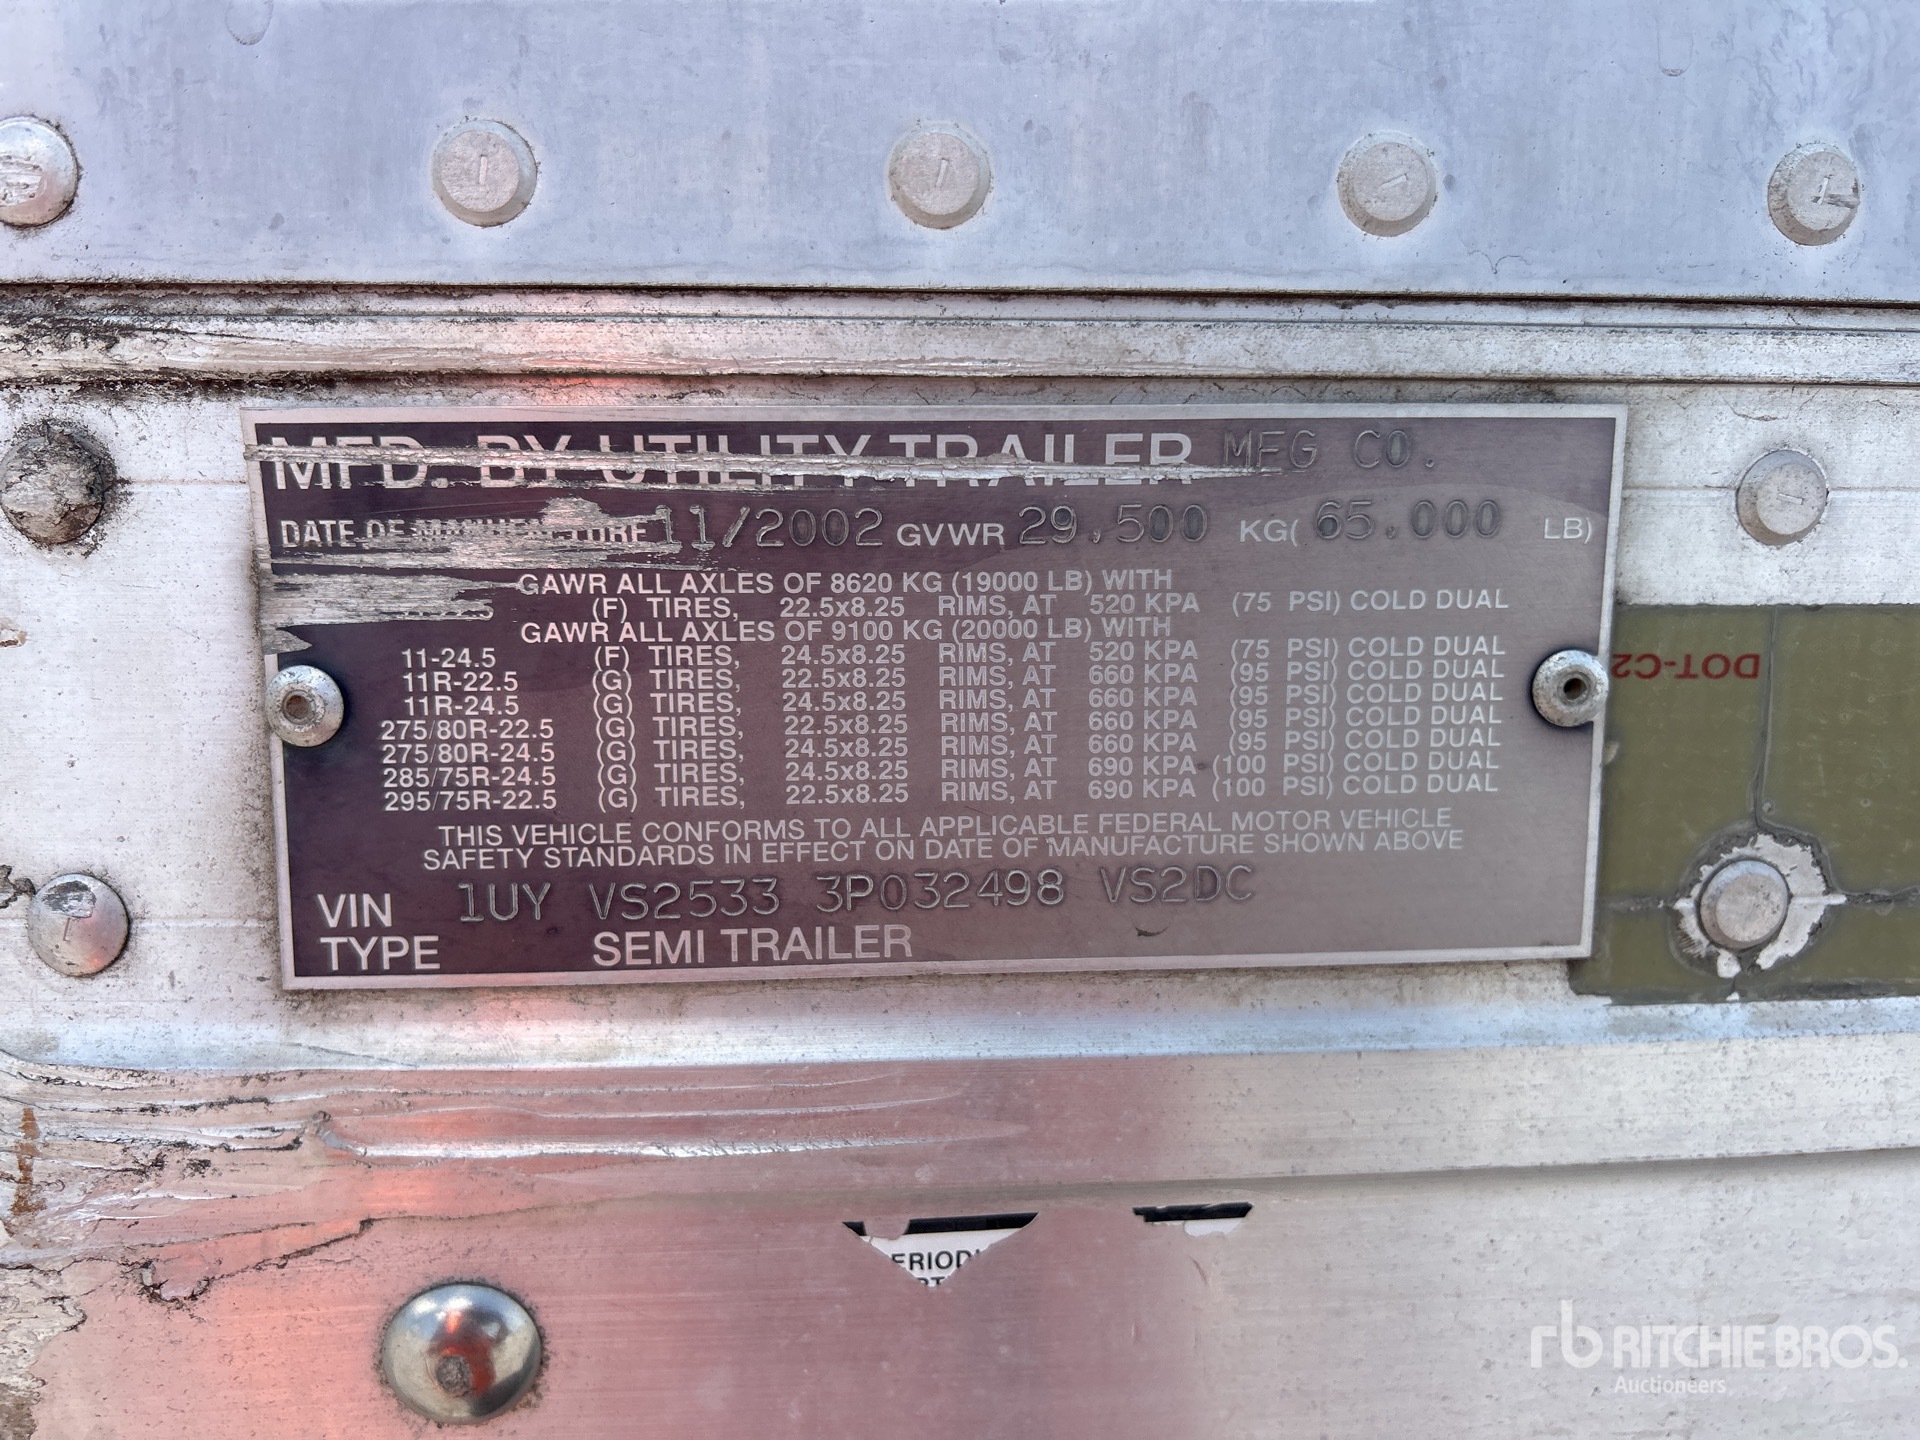 MFD. BY UTILITY TRAILER MFG CO.
DATE OF MANUFACTURE 11/2002 GVWR 29.500 KG( 65.000 LB)
GAWR ALL AXLES OF 8620 KG (19000 LB) WITH
(F) TIRES, 22.5x8.25 RIMS, AT 520 KPA (75 PSI) COLD DUAL
GAWR ALL AXLES OF 9100 KG (20000 LB) WITH
11-24.5 (F) TIRES, 24.5x8.25 RIMS, AT 520 KPA (75 PSI) COLD DUAL
11R-22.5 (G) TIRES, 22.5x8.25 RIMS, AT 660 KPA (95 PSI) COLD DUAL
11R-24.5 (G) TIRES, 24.5x8.25 RIMS, AT 660 KPA (95 PSI) COLD DUAL
275/80R-22.5 (G) TIRES, 22.5x8.25 RIMS, AT 660 KPA (95 PSI) COLD DUAL
275/80R-24.5 (G) TIRES, 24.5x8.25 RIMS, AT 660 KPA (95 PSI) COLD DUAL
285/75R-24.5 (G) TIRES, 24.5x8.25 RIMS, AT 690 KPA (100 PSI) COLD DUAL
295/75R-22.5 (G) TIRES, 22.5x8.25 RIMS, AT 690 KPA (100 PSI) COLD DUAL
THIS VEHICLE CONFORMS TO ALL APPLICABLE FEDERAL MOTOR VEHICLE
SAFETY STANDARDS IN EFFECT ON DATE OF MANUFACTURE SHOWN ABOVE
VIN 1UY VS2533 3P032498 VS2DC
TYPE SEMI TRAILER
DOT-C2
ERIODI
rb RITCHIE BROS.
Auctioneers